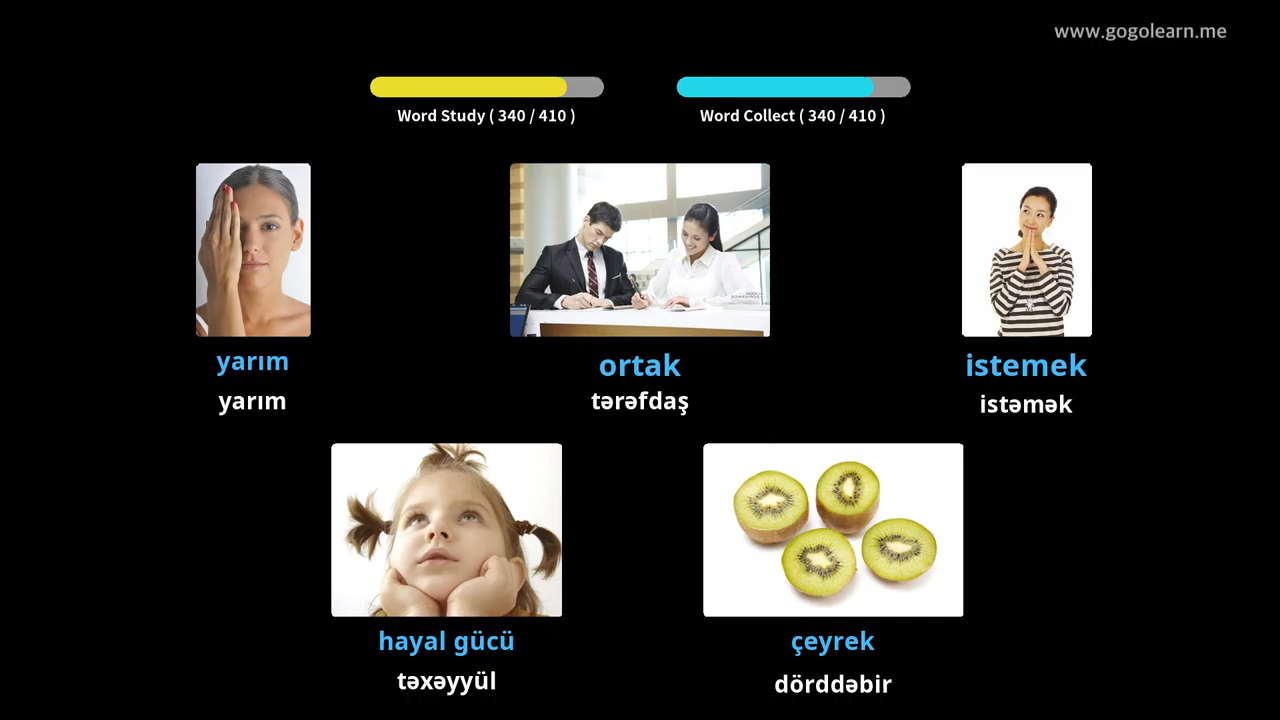 www.gogolearn.me
Word Study ( 340 / 410 )
Word Collect ( 340 / 410 )
yarım
yarım
ortak
tərəfdaş
istemek
istəmək
hayal gücü
təxəyyül
çeyrek
dörddəbir